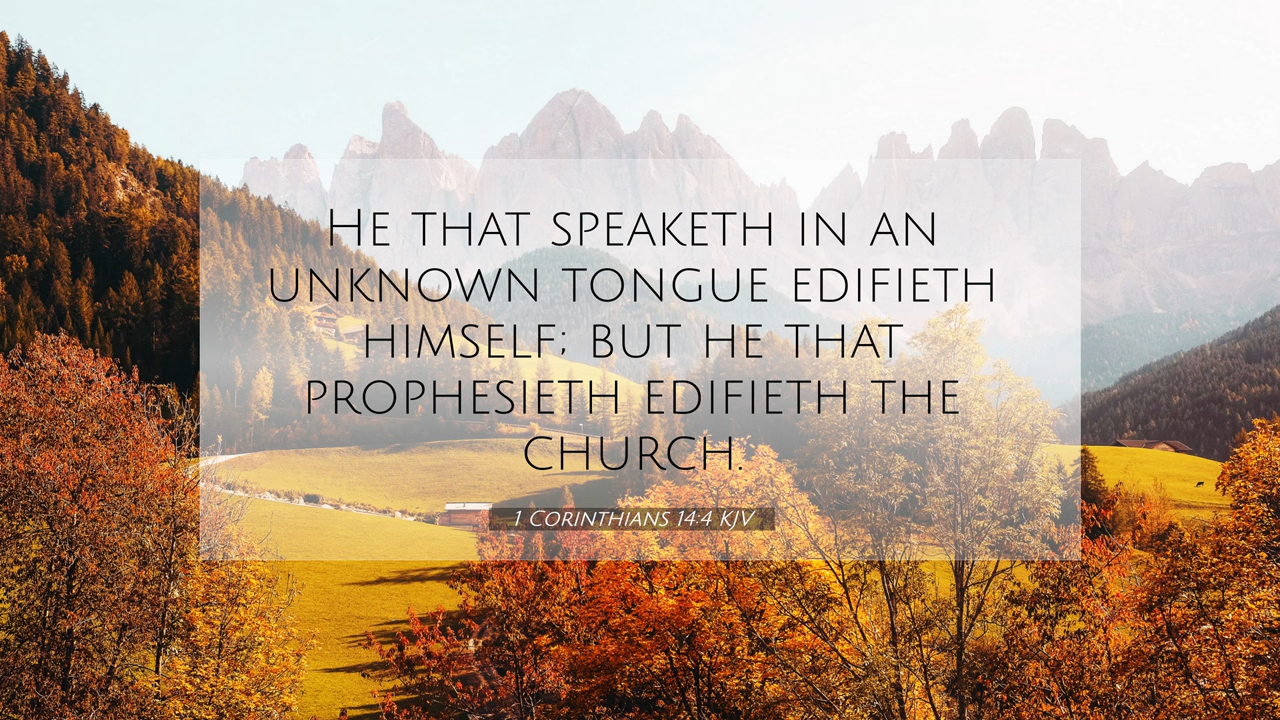 He that speaketh in an
unknown tongue edifieth
himself; but he that
prophesieth edifieth the
church.
1 Corinthians 14:4 KJV